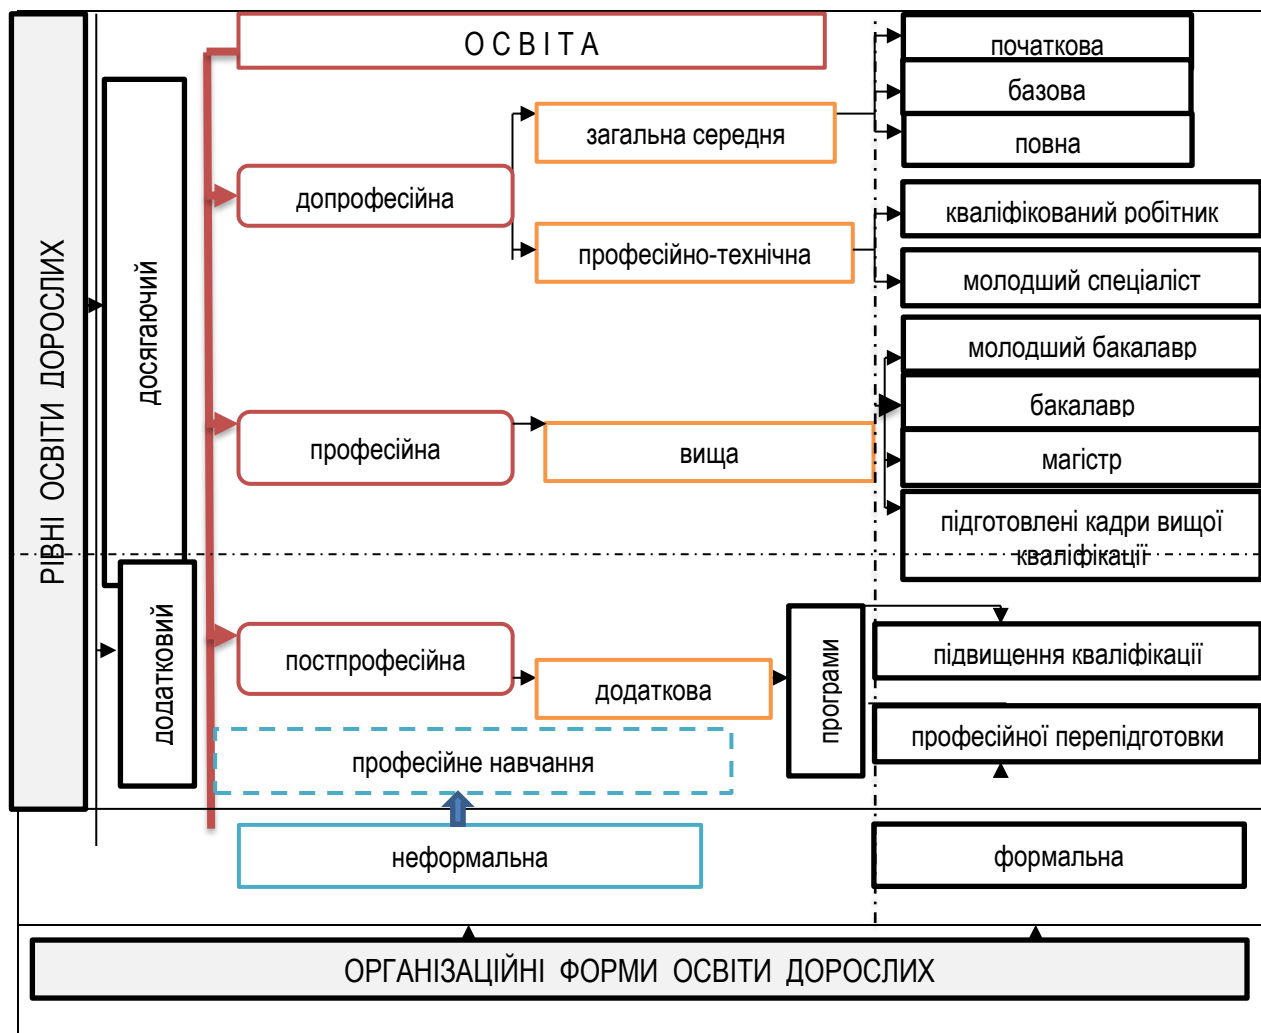 О С В І Т А
початкова
базова
загальна середня
повна
допрофесійна
кваліфікований робітник
професійно-технічна
молодший спеціаліст
РІВНІ ОСВІТИ ДОРОСЛИХ
досягаючий
молодший бакалавр
бакалавр
професійна
вища
магістр
підготовлені кадри вищої
кваліфікації
додатковий
постпрофесійна
додаткова
програми
підвищення кваліфікації
професійної перепідготовки
професійне навчання
неформальна
формальна
ОРГАНІЗАЦІЙНІ ФОРМИ ОСВІТИ ДОРОСЛИХ